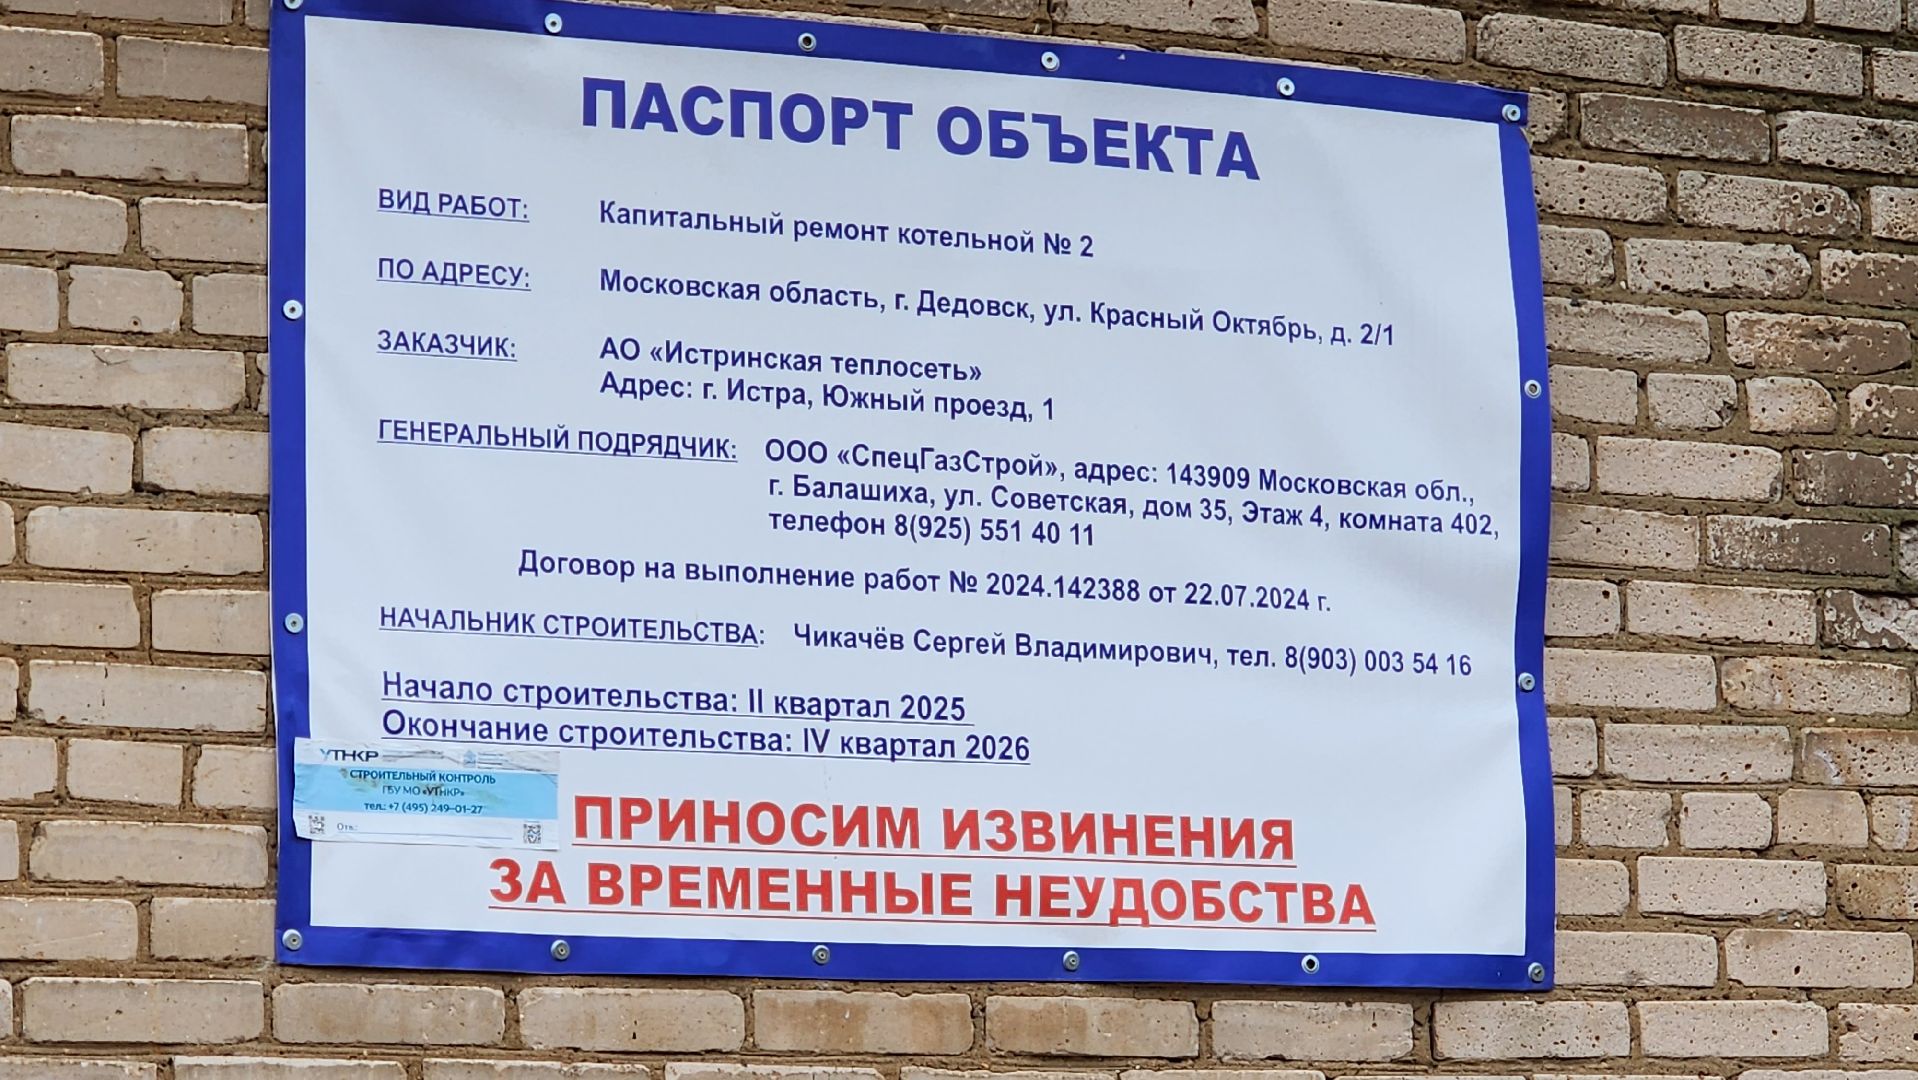 ПАСПОРТ ОБЪЕКТА
ВИД РАБОТ: Капитальный ремонт котельной № 2
ПО АДРЕСУ: Московская область, г. Дедовск, ул. Красный Октябрь, д. 2/1
ЗАКАЗЧИК: АО «Истринская теплосеть»
Адрес: г. Истра, Южный проезд, 1
ГЕНЕРАЛЬНЫЙ ПОДРЯДЧИК: ООО «СпецГазСтрой», адрес: 143909 Московская обл.,
г. Балашиха, ул. Советская, дом 35, Этаж 4, комната 402,
телефон 8(925) 551 40 11
Договор на выполнение работ № 2024.142388 от 22.07.2024 г.
НАЧАЛЬНИК СТРОИТЕЛЬСТВА: Чикачёв Сергей Владимирович, тел. 8(903) 003 54 16
Начало строительства: II квартал 2025
Окончание строительства: IV квартал 2026
УТНКР
СТРОИТЕЛЬНЫЙ КОНТРОЛЬ
ГБУ МО «УТНКР»
тел.: +7 (495) 249-01-27
Отв.:
ПРИНОСИМ ИЗВИНЕНИЯ
ЗА ВРЕМЕННЫЕ НЕУДОБСТВА